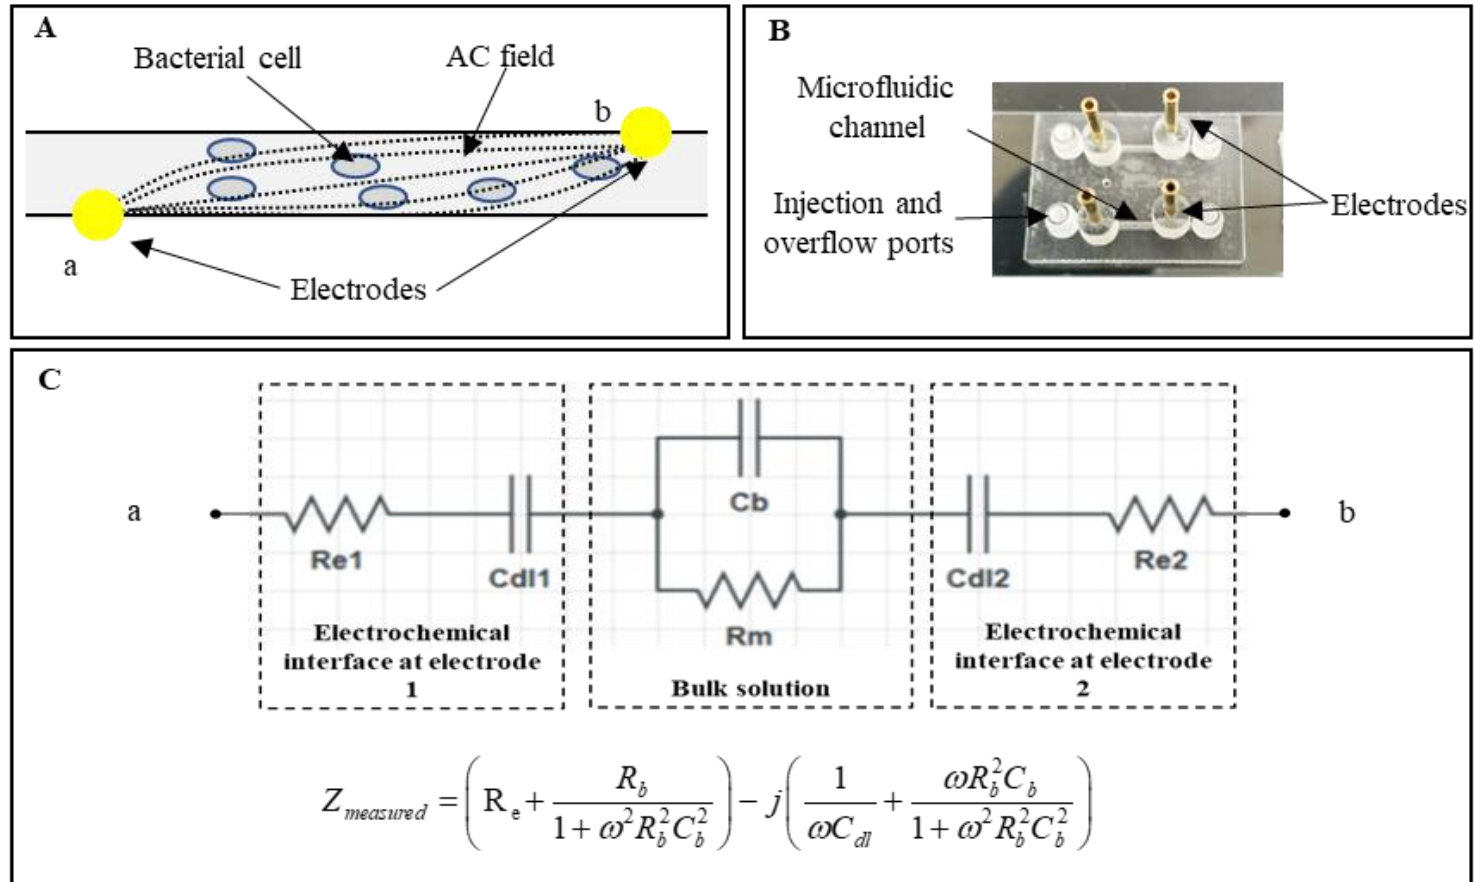 A
Bacterial cell
AC field
b
a
Electrodes
B
Microfluidic
channel
Injection and
overflow ports
Electrodes
C
a
Re1
Cdl1
Electrochemical
interface at electrode
1
Cb
Rm
Bulk solution
Cdl2
Re2
Electrochemical
interface at electrode
2
b
Z_measured = ( R_e + R_b / (1 + ω²R_b²C_b²) ) − j ( 1 / (ωC_dl) + ωR_b²C_b / (1 + ω²R_b²C_b²) )